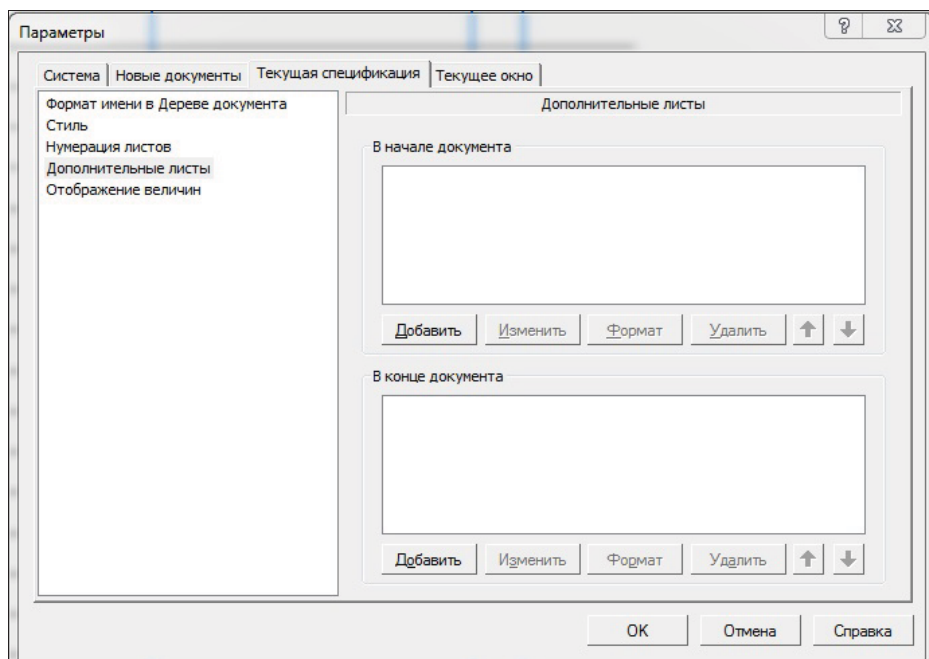 Параметры
Система Новые документы Текущая спецификация Текущее окно
Формат имени в Дереве документа
Стиль
Нумерация листов
Дополнительные листы
Отображение величин
Дополнительные листы
В начале документа
Добавить Изменить Формат Удалить
В конце документа
Добавить Изменить Формат Удалить
OK Отмена Справка